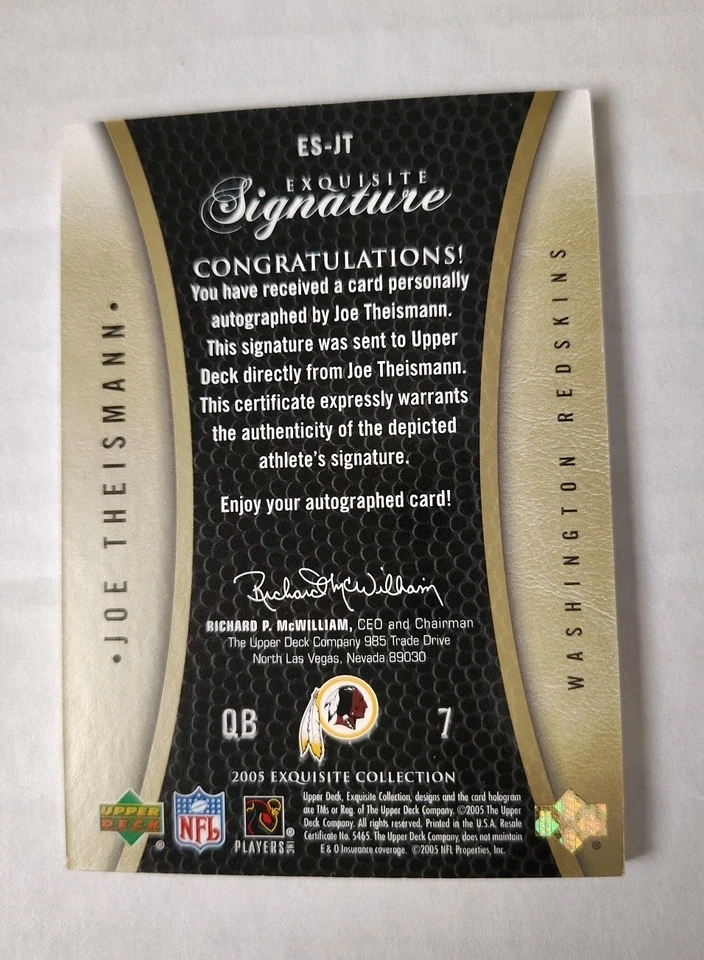 ES-JT
EXQUISITE
Signature
CONGRATULATIONS!
You have received a card personally
autographed by Joe Theismann.
This signature was sent to Upper
Deck directly from Joe Theismann.
This certificate expressly warrants
the authenticity of the depicted
athlete's signature.
Enjoy your autographed card!
Richard McWilliam
RICHARD P. McWILLIAM, CEO and Chairman
The Upper Deck Company 985 Trade Drive
North Las Vegas, Nevada 89030
QB 7
2005 EXQUISITE COLLECTION
• JOE THEISMANN •
WASHINGTON REDSKINS
UPPER
DECK ®
NFL
PLAYERS INC ®
Upper Deck, Exquisite Collection, designs and the card hologram
are TMs or Reg. of The Upper Deck Company. ©2005 The Upper
Deck Company. All rights reserved. Printed in the U.S.A. Resale
Certificate No. 5465. The Upper Deck Company, does not maintain
E & O Insurance coverage. ©2005 NFL Properties, Inc.
®